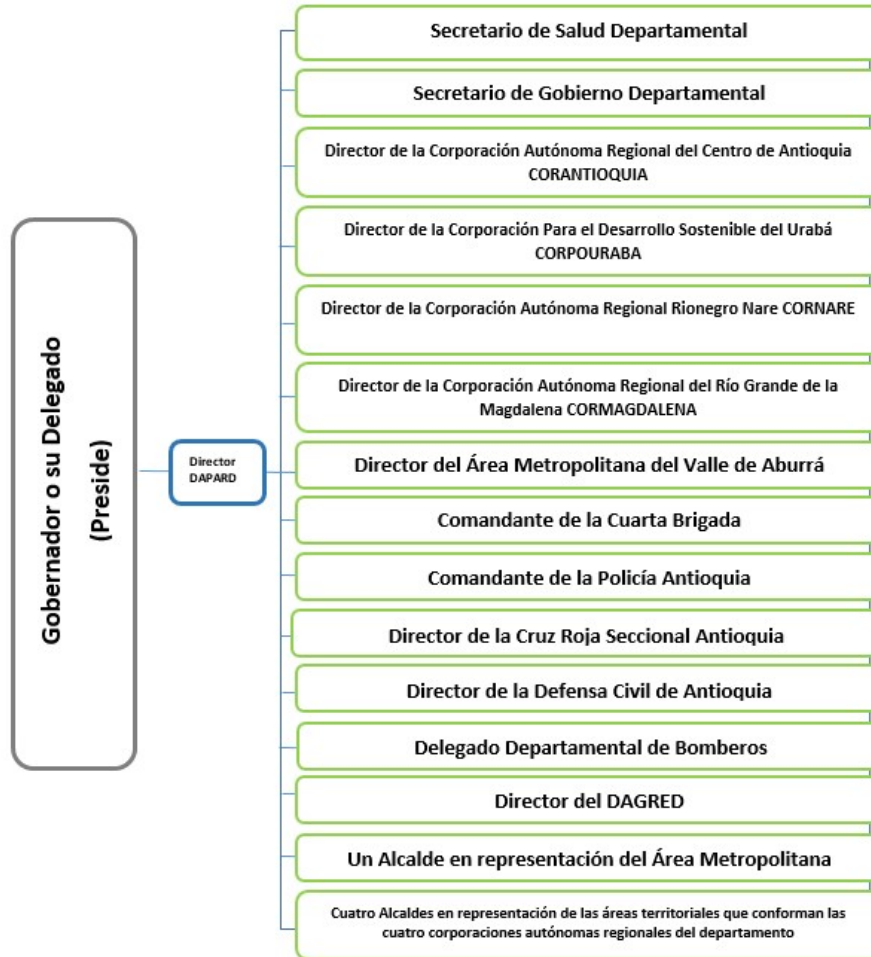 Gobernador o su Delegado
(Preside)
Director
DAPARD
Secretario de Salud Departamental
Secretario de Gobierno Departamental
Director de la Corporación Autónoma Regional del Centro de Antioquia
CORANTIOQUIA
Director de la Corporación Para el Desarrollo Sostenible del Urabá
CORPOURABA
Director de la Corporación Autónoma Regional Rionegro Nare CORNARE
Director de la Corporación Autónoma Regional del Río Grande de la
Magdalena CORMAGDALENA
Director del Área Metropolitana del Valle de Aburrá
Comandante de la Cuarta Brigada
Comandante de la Policía Antioquia
Director de la Cruz Roja Seccional Antioquia
Director de la Defensa Civil de Antioquia
Delegado Departamental de Bomberos
Director del DAGRED
Un Alcalde en representación del Área Metropolitana
Cuatro Alcaldes en representación de las áreas territoriales que conforman las
cuatro corporaciones autónomas regionales del departamento